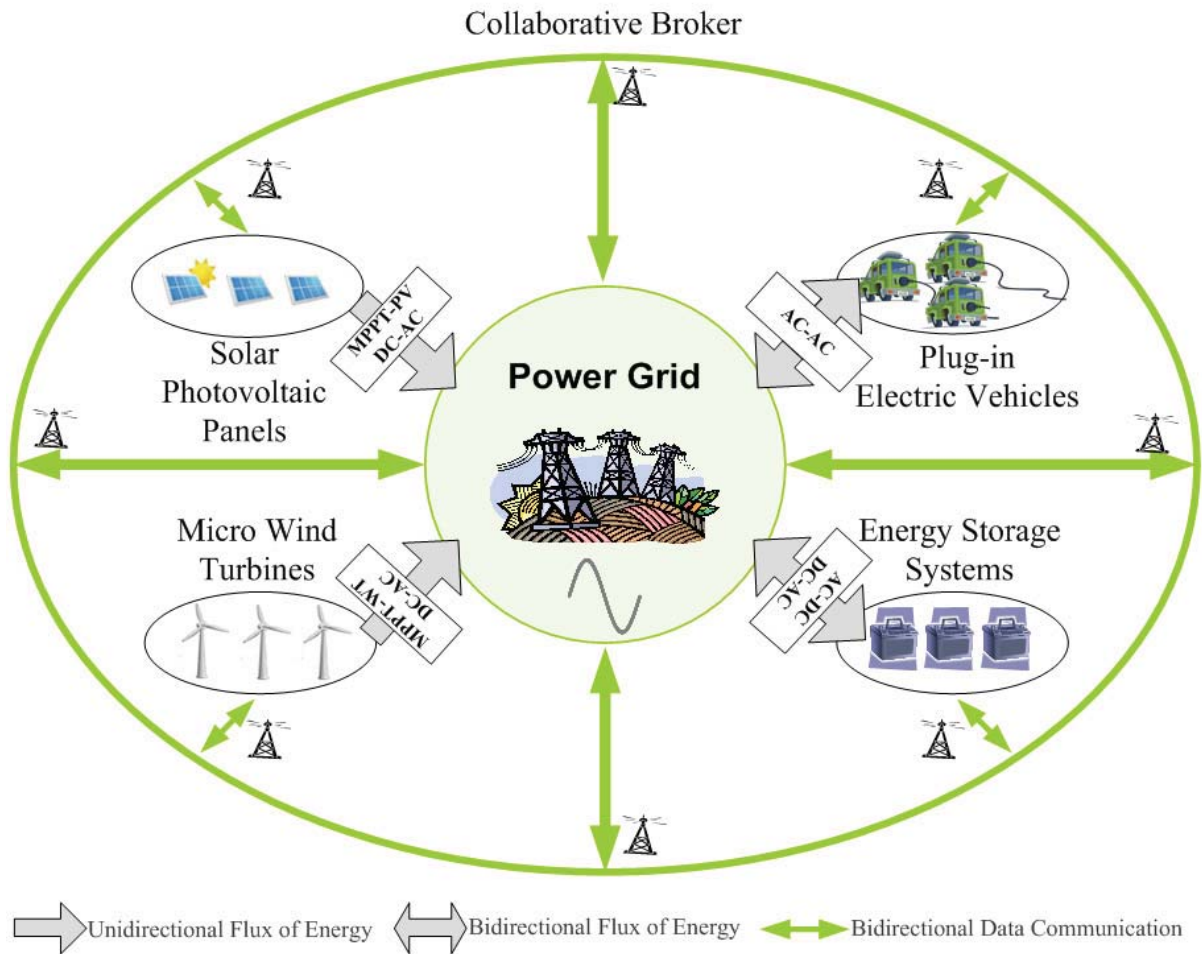 Collaborative Broker
MPPT-PV
DC-AC
AC-AC
Solar
Photovoltaic
Panels
Power Grid
Plug-in
Electric Vehicles
Micro Wind
Turbines
MPPT-WT
DC-AC
Energy Storage
Systems
AC-DC
DC-AC
Unidirectional Flux of Energy
Bidirectional Flux of Energy
Bidirectional Data Communication